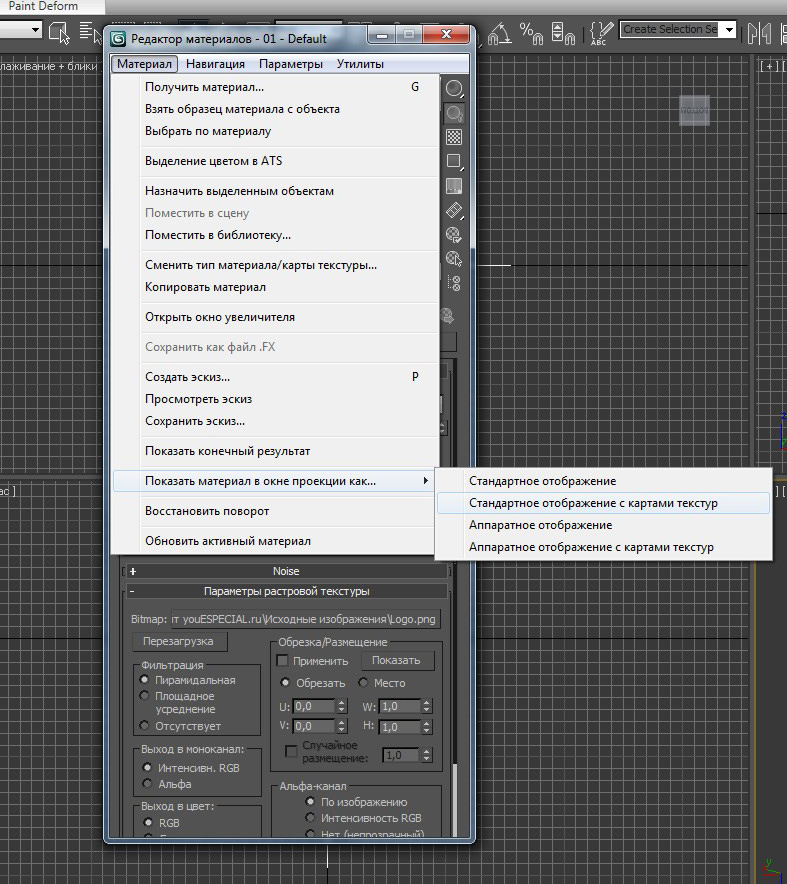 Paint Deform
Create Selection Se
ABC
Редактор материалов - 01 - Default
Материал Навигация Параметры Утилиты
лаживание + блики
[ + ] [
Получить материал... G
Взять образец материала с объекта
Выбрать по материалу
Выделение цветом в ATS
Назначить выделенным объектам
Поместить в сцену
Поместить в библиотеку...
Сменить тип материала/карты текстуры...
Копировать материал
Открыть окно увеличителя
Сохранить как файл .FX
Создать эскиз... P
Просмотреть эскиз
Сохранить эскиз...
Показать конечный результат
Показать материал в окне проекции как...
Восстановить поворот
Обновить активный материал
Стандартное отображение
Стандартное отображение с картами текстур
Аппаратное отображение
Аппаратное отображение с картами текстур
ас ]
] [
+ Noise
- Параметры растровой текстуры
Bitmap: іт youESPECIAL.ru\Исходные изображения\Logo.png
Перезагрузка
Обрезка/Размещение
Применить Показать
Обрезать Место
U: 0,0 W: 1,0
V: 0,0 H: 1,0
Случайное
размещение: 1,0
Фильтрация
Пирамидальная
Площадное
усреднение
Отсутствует
Выход в моноканал:
Интенсивн. RGB
Альфа
Выход в цвет:
RGB
Альфа-канал
По изображению
Интенсивность RGB
Нет (непрозрачный)
y